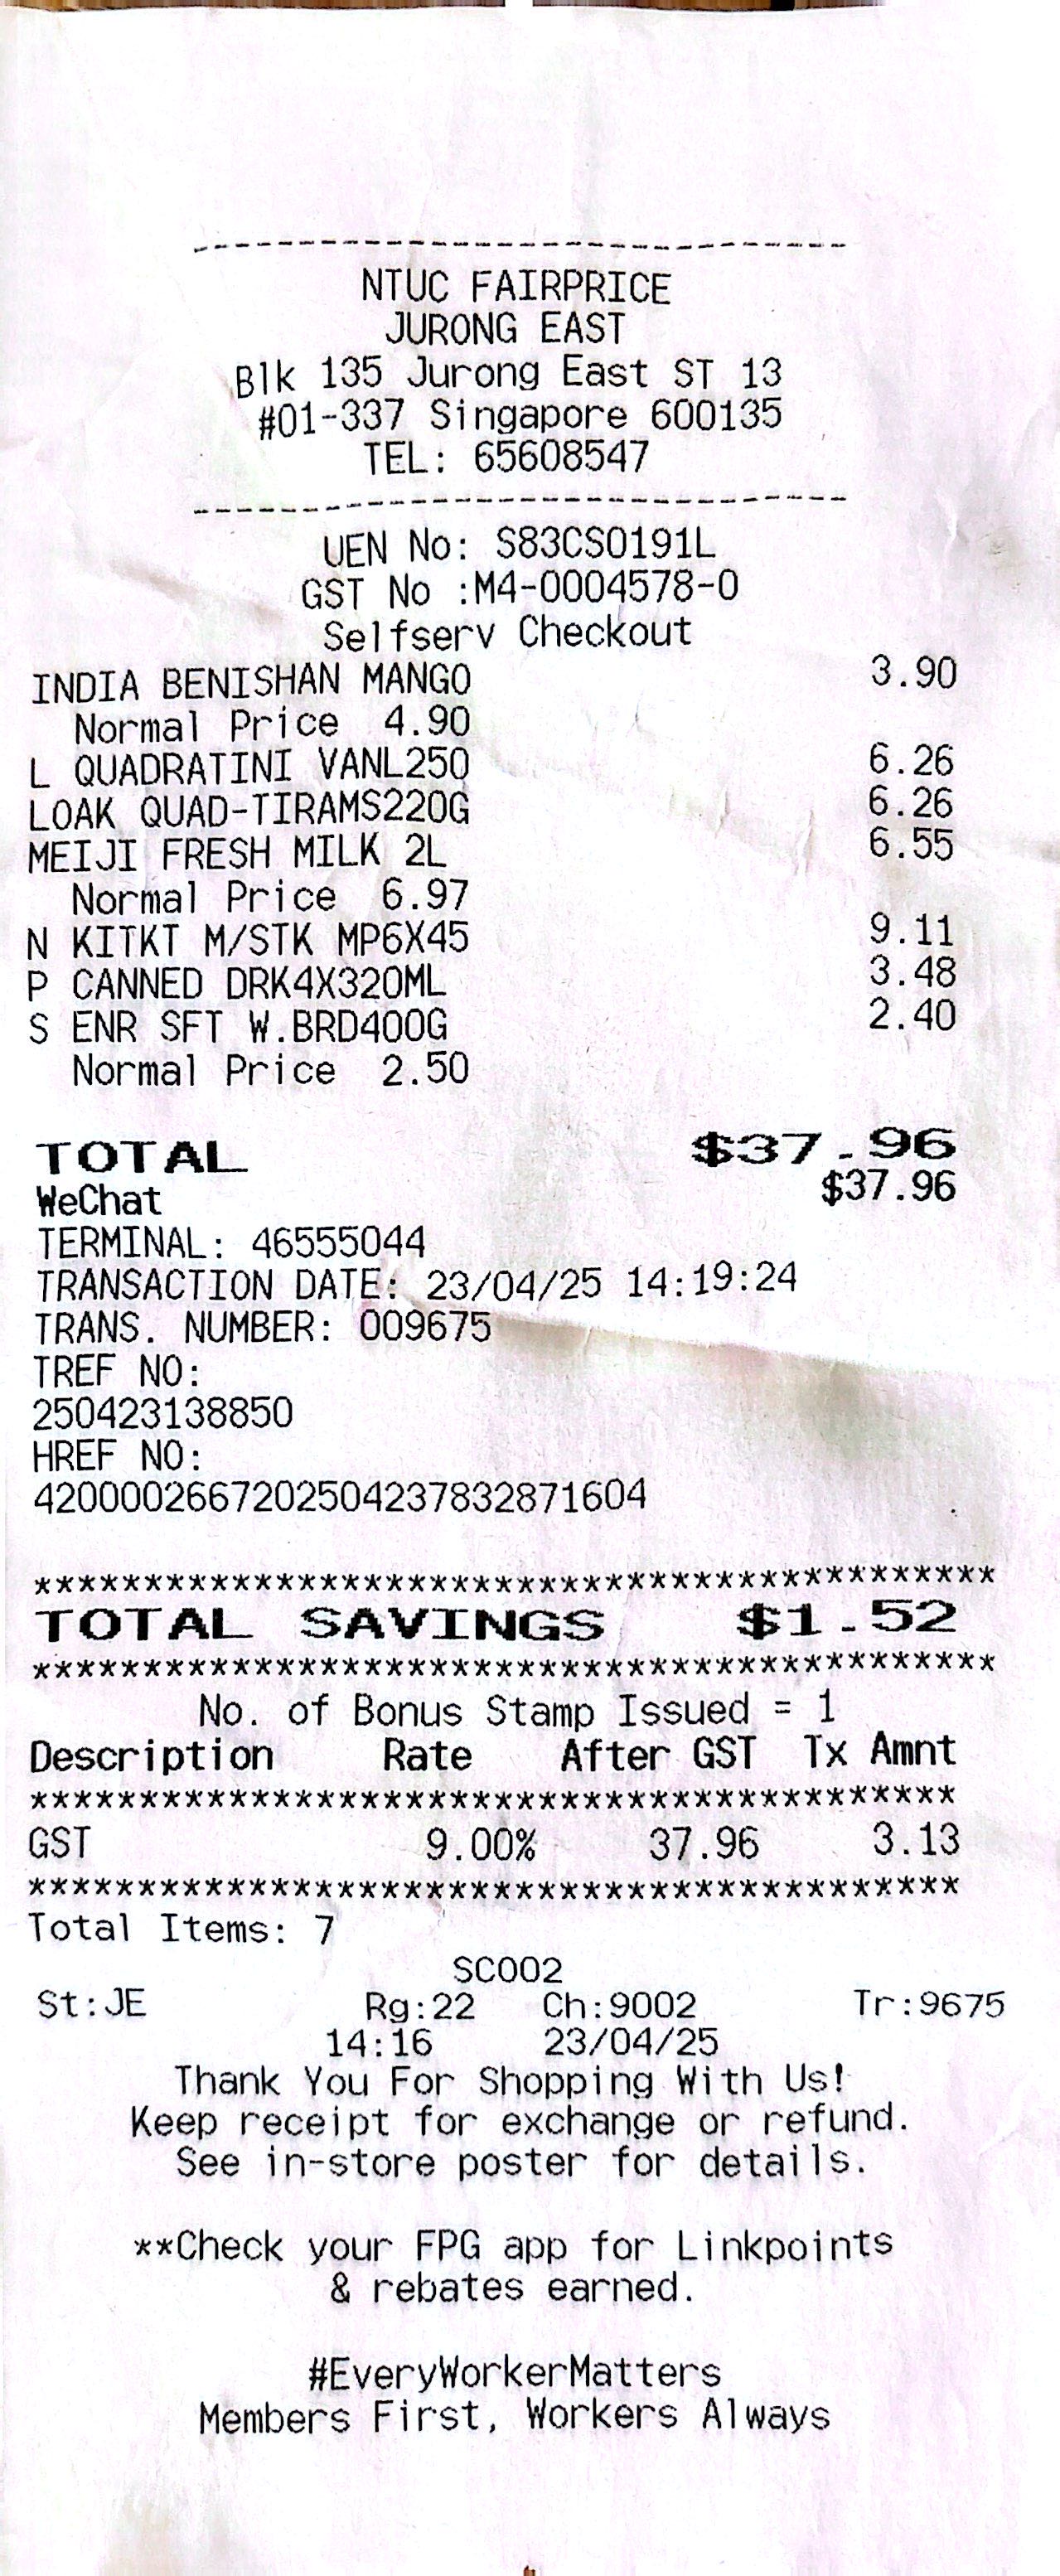 NTUC FAIRPRICE
JURONG EAST
Blk 135 Jurong East ST 13
#01-337 Singapore 600135
TEL: 65608547
UEN No: S83CS0191L
GST No :M4-0004578-0
Selfserv Checkout
INDIA BENISHAN MANGO 3.90
Normal Price 4.90
L QUADRATINI VANL250 6.26
LOAK QUAD-TIRAMS220G 6.26
MEIJI FRESH MILK 2L 6.55
Normal Price 6.97
N KITKT M/STK MP6X45 9.11
P CANNED DRK4X320ML 3.48
S ENR SFT W.BRD400G 2.40
Normal Price 2.50
TOTAL $37.96
WeChat $37.96
TERMINAL: 46555044
TRANSACTION DATE: 23/04/25 14:19:24
TRANS. NUMBER: 009675
TREF NO:
250423138850
HREF NO:
4200002667202504237832871604
********************************************
TOTAL SAVINGS $1.52
********************************************
No. of Bonus Stamp Issued = 1
Description Rate After GST Tx Amnt
******************************************
GST 9.00% 37.96 3.13
******************************************
Total Items: 7
SC002
St:JE Rg:22 Ch:9002 Tr:9675
14:16 23/04/25
Thank You For Shopping With Us!
Keep receipt for exchange or refund.
See in-store poster for details.
**Check your FPG app for Linkpoints
& rebates earned.
#EveryWorkerMatters
Members First, Workers Always